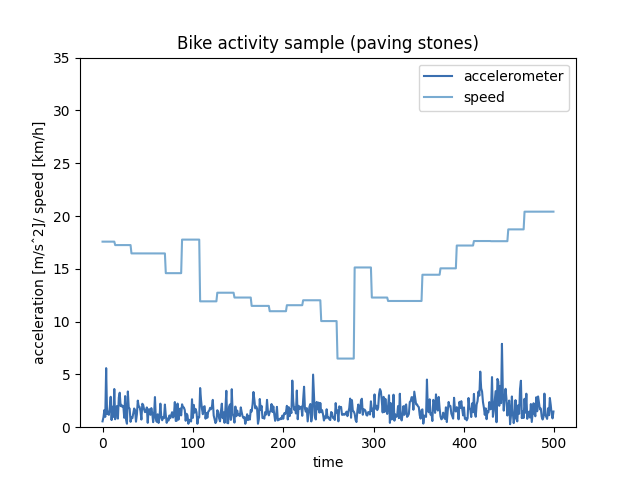 Bike activity sample (paving stones)
accelerometer
speed
35
30
25
20
15
10
5
0
acceleration [m/s^2]/ speed [km/h]
0 100 200 300 400 500
time